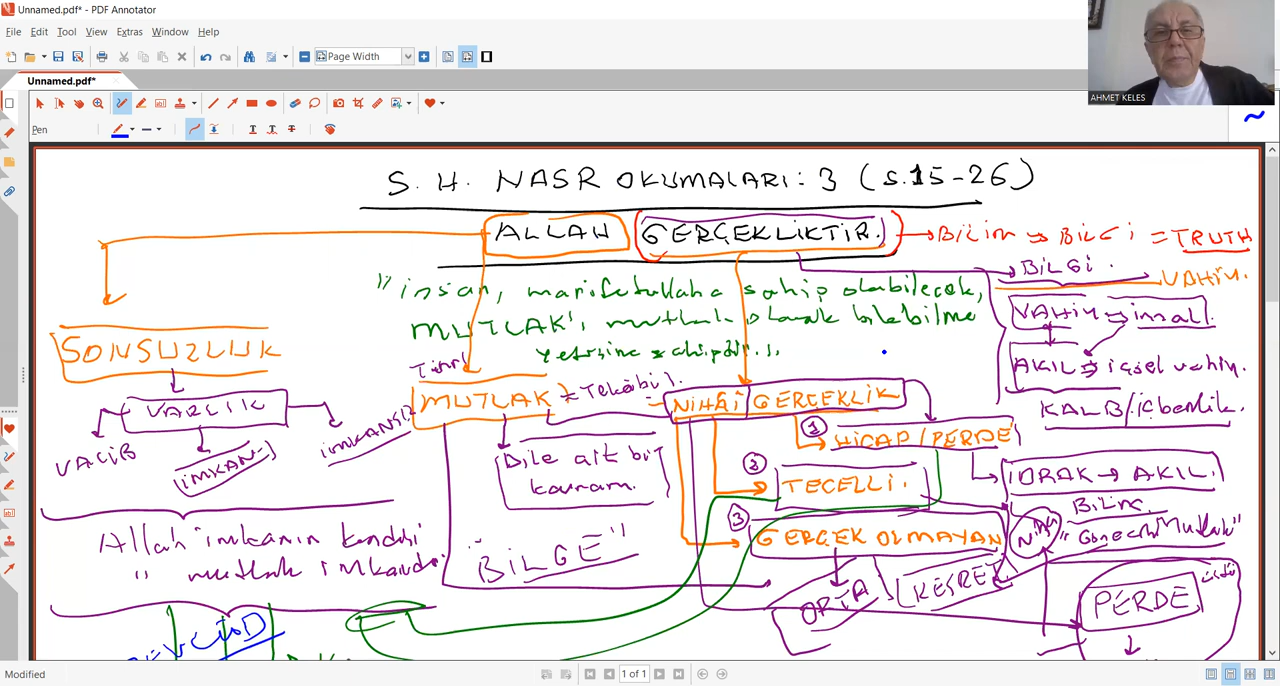 Unnamed.pdf* - PDF Annotator
File Edit Tool View Extras Window Help
Page Width
Unnamed.pdf*
Pen
AHMET KELES
S. H. NASR OKUMALARI: 3 (S.15-26)
ALLAH GERÇEKLİKTİR.
BİLİM → BİLGİ = TRUTH
BİLGİ.
VAHİY.
"insan, marifetullaha sahip olabilecek,
MUTLAK'ı mutlak olarak bilebilme
yetisine sahiptir".
VAHİY
AKIL → içsel vahiy.
KALB/içbenlik.
SONSUZLUK
VARLIK
VACİB
İMKAN
İMKANSIZ
MUTLAK = Tekabül
NİHAİ GERÇEKLİK
Dile ait bir
kavram.
"BİLGE"
1 HİCAP/PERDE
2 TECELLİ.
3 GERÇEK OLMAYAN
İDRAK → AKIL.
BİLİNÇ
"Göreceli Mutlak"
KESRET
PERDE
Allah imkanın kendisi
" mutlak imkandır
Modified
1 of 1